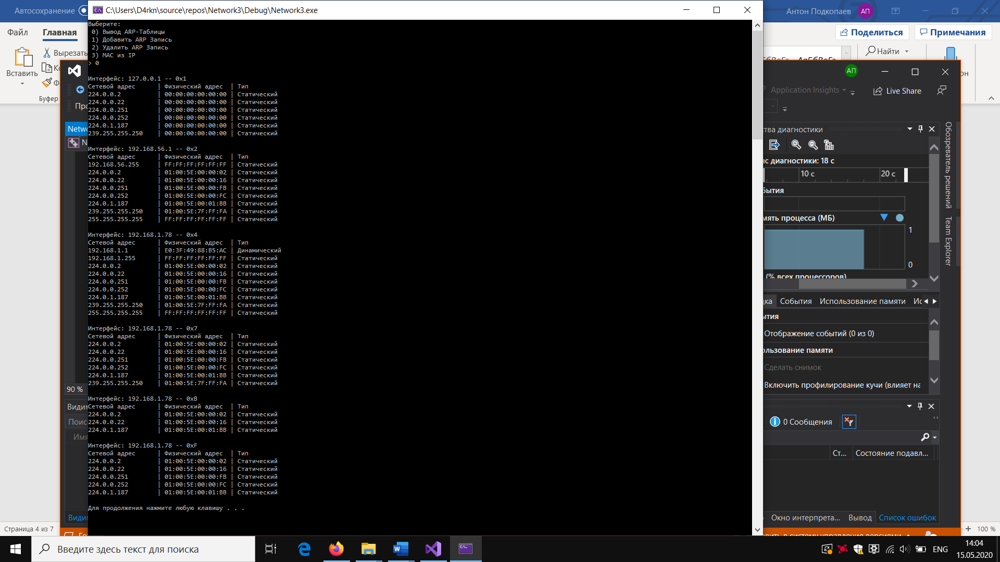 Автосохранение
C:\Users\D4rkn\source\repos\Network3\Debug\Network3.exe
Антон Подкопаев АП
Файл Главная
Поделиться Примечания
Вырезать
Вставить
Буфер
Найти
Выберите:
0) Вывод ARP-Таблицы
1) Добавить ARP Запись
2) Удалить ARP Запись
3) MAC из IP
> 0
Интерфейс: 127.0.0.1 -- 0x1
Сетевой адрес | Физический адрес | Тип
224.0.0.2 | 00:00:00:00:00:00 | Статический
224.0.0.22 | 00:00:00:00:00:00 | Статический
224.0.0.251 | 00:00:00:00:00:00 | Статический
224.0.0.252 | 00:00:00:00:00:00 | Статический
224.0.1.187 | 00:00:00:00:00:00 | Статический
239.255.255.250 | 00:00:00:00:00:00 | Статический
Интерфейс: 192.168.56.1 -- 0x2
Сетевой адрес | Физический адрес | Тип
192.168.56.255 | FF:FF:FF:FF:FF:FF | Статический
224.0.0.2 | 01:00:5E:00:00:02 | Статический
224.0.0.22 | 01:00:5E:00:00:16 | Статический
224.0.0.251 | 01:00:5E:00:00:FB | Статический
224.0.0.252 | 01:00:5E:00:00:FC | Статический
224.0.1.187 | 01:00:5E:00:01:BB | Статический
239.255.255.250 | 01:00:5E:7F:FF:FA | Статический
255.255.255.255 | FF:FF:FF:FF:FF:FF | Статический
Интерфейс: 192.168.1.78 -- 0x4
Сетевой адрес | Физический адрес | Тип
192.168.1.1 | E0:3F:49:88:B5:AC | Динамический
192.168.1.255 | FF:FF:FF:FF:FF:FF | Статический
224.0.0.2 | 01:00:5E:00:00:02 | Статический
224.0.0.22 | 01:00:5E:00:00:16 | Статический
224.0.0.251 | 01:00:5E:00:00:FB | Статический
224.0.0.252 | 01:00:5E:00:00:FC | Статический
224.0.1.187 | 01:00:5E:00:01:BB | Статический
239.255.255.250 | 01:00:5E:7F:FF:FA | Статический
255.255.255.255 | FF:FF:FF:FF:FF:FF | Статический
Интерфейс: 192.168.1.78 -- 0x7
Сетевой адрес | Физический адрес | Тип
224.0.0.2 | 01:00:5E:00:00:02 | Статический
224.0.0.22 | 01:00:5E:00:00:16 | Статический
224.0.0.251 | 01:00:5E:00:00:FB | Статический
224.0.0.252 | 01:00:5E:00:00:FC | Статический
224.0.1.187 | 01:00:5E:00:01:BB | Статический
239.255.255.250 | 01:00:5E:7F:FF:FA | Статический
Интерфейс: 192.168.1.78 -- 0xB
Сетевой адрес | Физический адрес | Тип
224.0.0.2 | 01:00:5E:00:00:02 | Статический
224.0.0.22 | 01:00:5E:00:00:16 | Статический
224.0.1.187 | 01:00:5E:00:01:BB | Статический
Интерфейс: 192.168.1.78 -- 0xF
Сетевой адрес | Физический адрес | Тип
224.0.0.2 | 01:00:5E:00:00:02 | Статический
224.0.0.22 | 01:00:5E:00:00:16 | Статический
224.0.0.251 | 01:00:5E:00:00:FB | Статический
224.0.0.252 | 01:00:5E:00:00:FC | Статический
224.0.1.187 | 01:00:5E:00:01:BB | Статический
Для продолжения нажмите любую клавишу . . .
90 %
АП
Application Insights Live Share
тва диагностики
нс диагностики: 18 с
10 с 20 с
бытия
мять процесса (МБ)
1
0
(% всех процессоров)
События Использование памяти
Отображение событий (0 из 0)
ользование памяти
Сделать снимок
Включить профилирование кучи (влияет на
0 Сообщения
Ст... Состояние подавл...
Окно интерпрета... Вывод Список ошибок
Обозреватель решений
Team Explorer
Страница 4 из 7
100 %
Введите здесь текст для поиска
ENG
14:04
15.05.2020